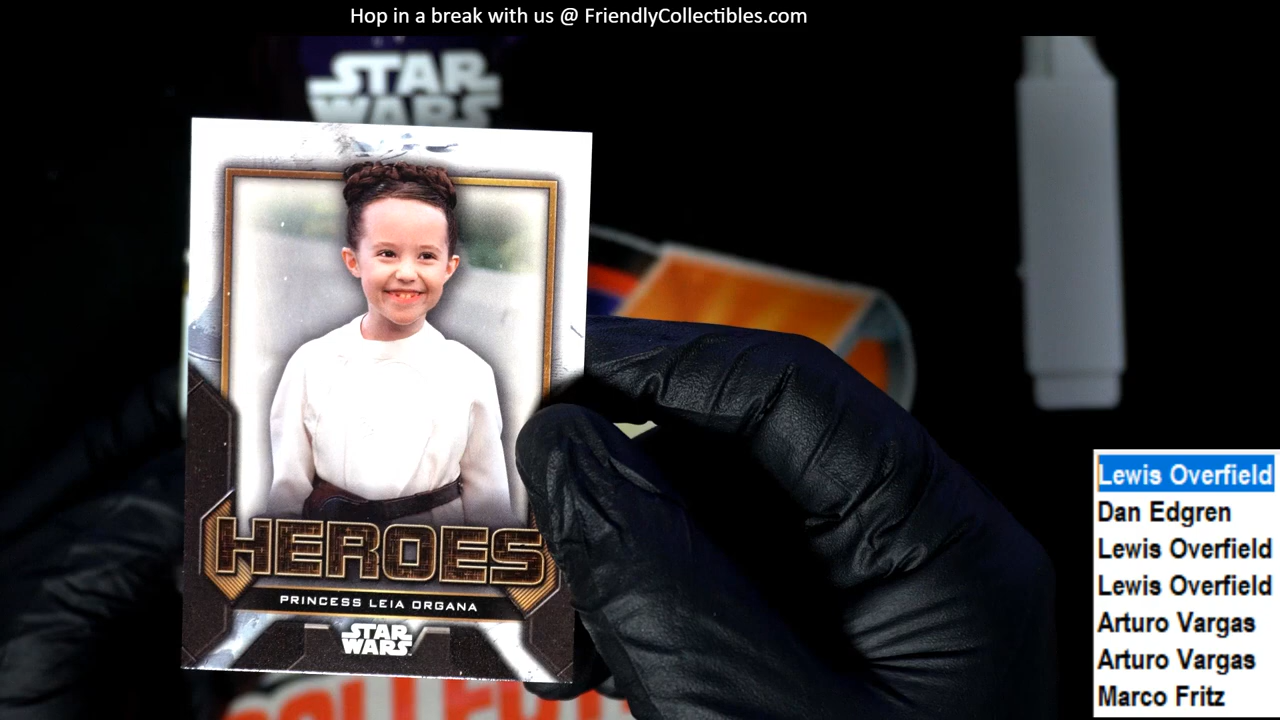 Hop in a break with us @ FriendlyCollectibles.com
STAR
WARS
HEROES
PRINCESS LEIA ORGANA
STAR
WARS
Lewis Overfield
Dan Edgren
Lewis Overfield
Lewis Overfield
Arturo Vargas
Arturo Vargas
Marco Fritz